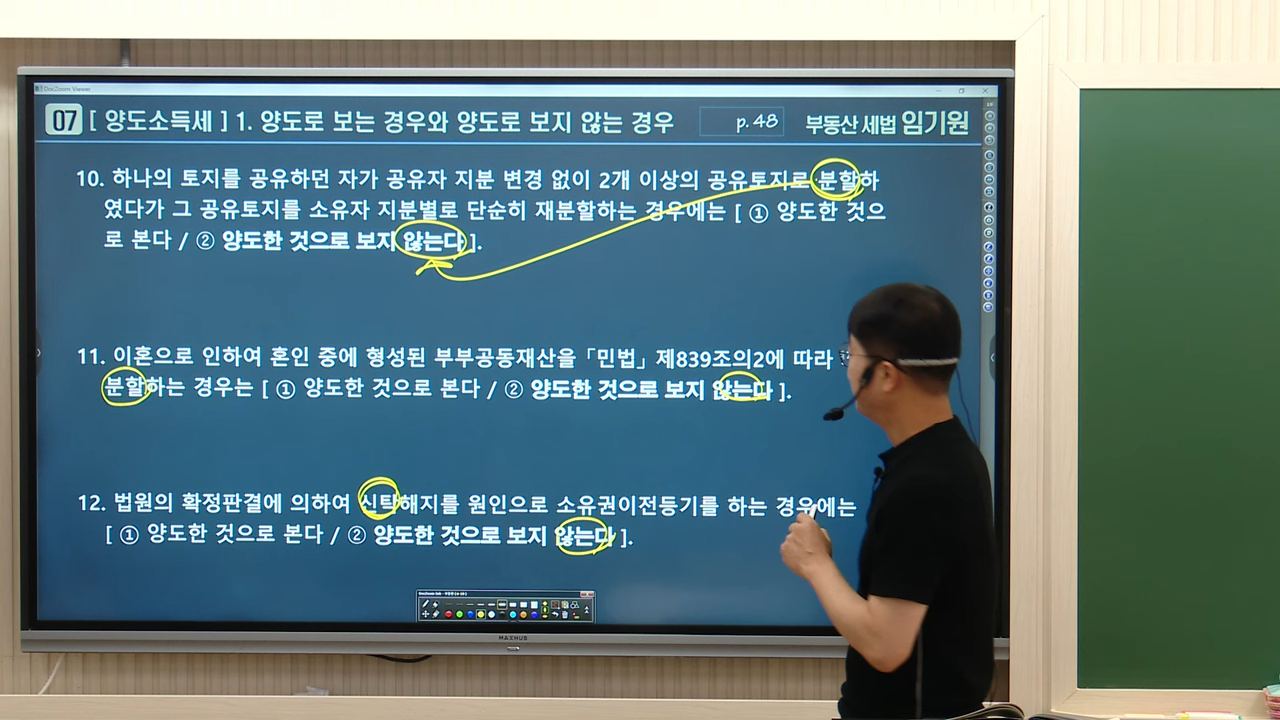 DocZoom Viewer
07 [ 양도소득세 ] 1. 양도로 보는 경우와 양도로 보지 않는 경우 p.48 부동산 세법 임기원
10. 하나의 토지를 공유하던 자가 공유자 지분 변경 없이 2개 이상의 공유토지로 분할하
였다가 그 공유토지를 소유자 지분별로 단순히 재분할하는 경우에는 [ ① 양도한 것으
로 본다 / ② 양도한 것으로 보지 않는다 ].
11. 이혼으로 인하여 혼인 중에 형성된 부부공동재산을 「민법」 제839조의2에 따라
분할하는 경우는 [ ① 양도한 것으로 본다 / ② 양도한 것으로 보지 않는다 ].
12. 법원의 확정판결에 의하여 신탁해지를 원인으로 소유권이전등기를 하는 경우에는
[ ① 양도한 것으로 본다 / ② 양도한 것으로 보지 않는다 ].
MAXHUB